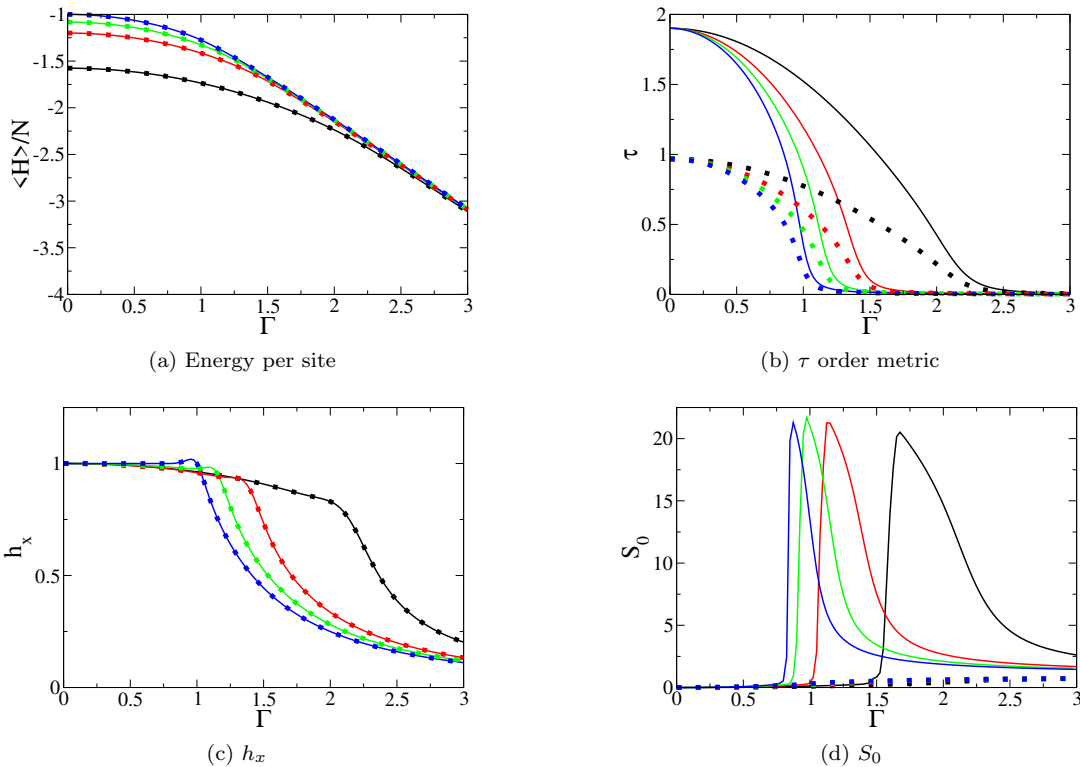 -1
-1.5
-2
-2.5
-3
-3.5
-4
<H>/N
0 0.5 1 1.5 2 2.5 3
Γ
(a) Energy per site
2
1.5
1
0.5
0
τ
0 0.5 1 1.5 2 2.5 3
Γ
(b) τ order metric
1
0.5
0
h_x
0 0.5 1 1.5 2 2.5 3
Γ
(c) h_x
20
15
10
5
0
S_0
0 0.5 1 1.5 2 2.5 3
Γ
(d) S_0